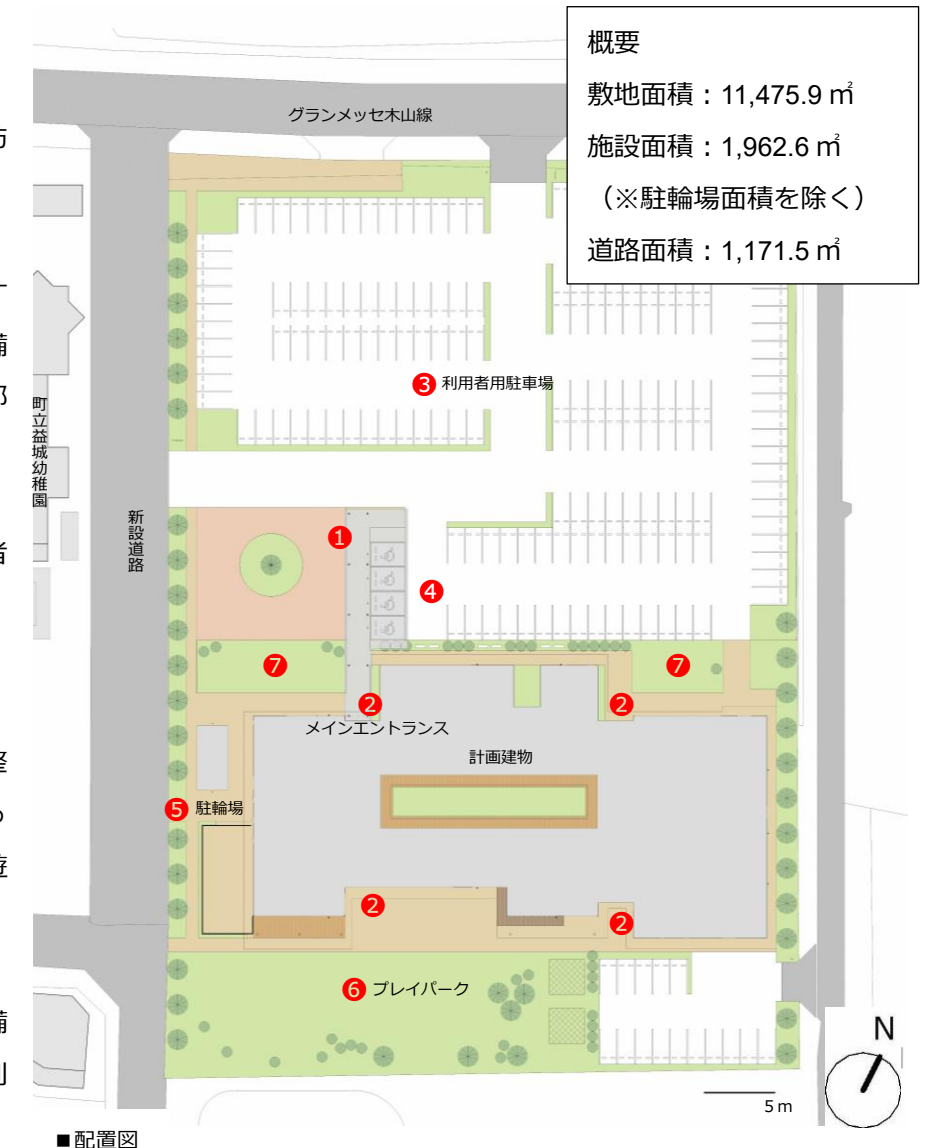 概要
敷地面積：11,475.9 ㎡
施設面積：1,962.6 ㎡
（※駐輪場面積を除く）
道路面積：1,171.5 ㎡
グランメッセ木山線
町立益城幼稚園
新設道路
❸ 利用者用駐車場
❶
❹
❼
❼
❷
❷
メインエントランス
計画建物
❺ 駐輪場
❷
❷
❻ プレイパーク
N
5 m
■配置図